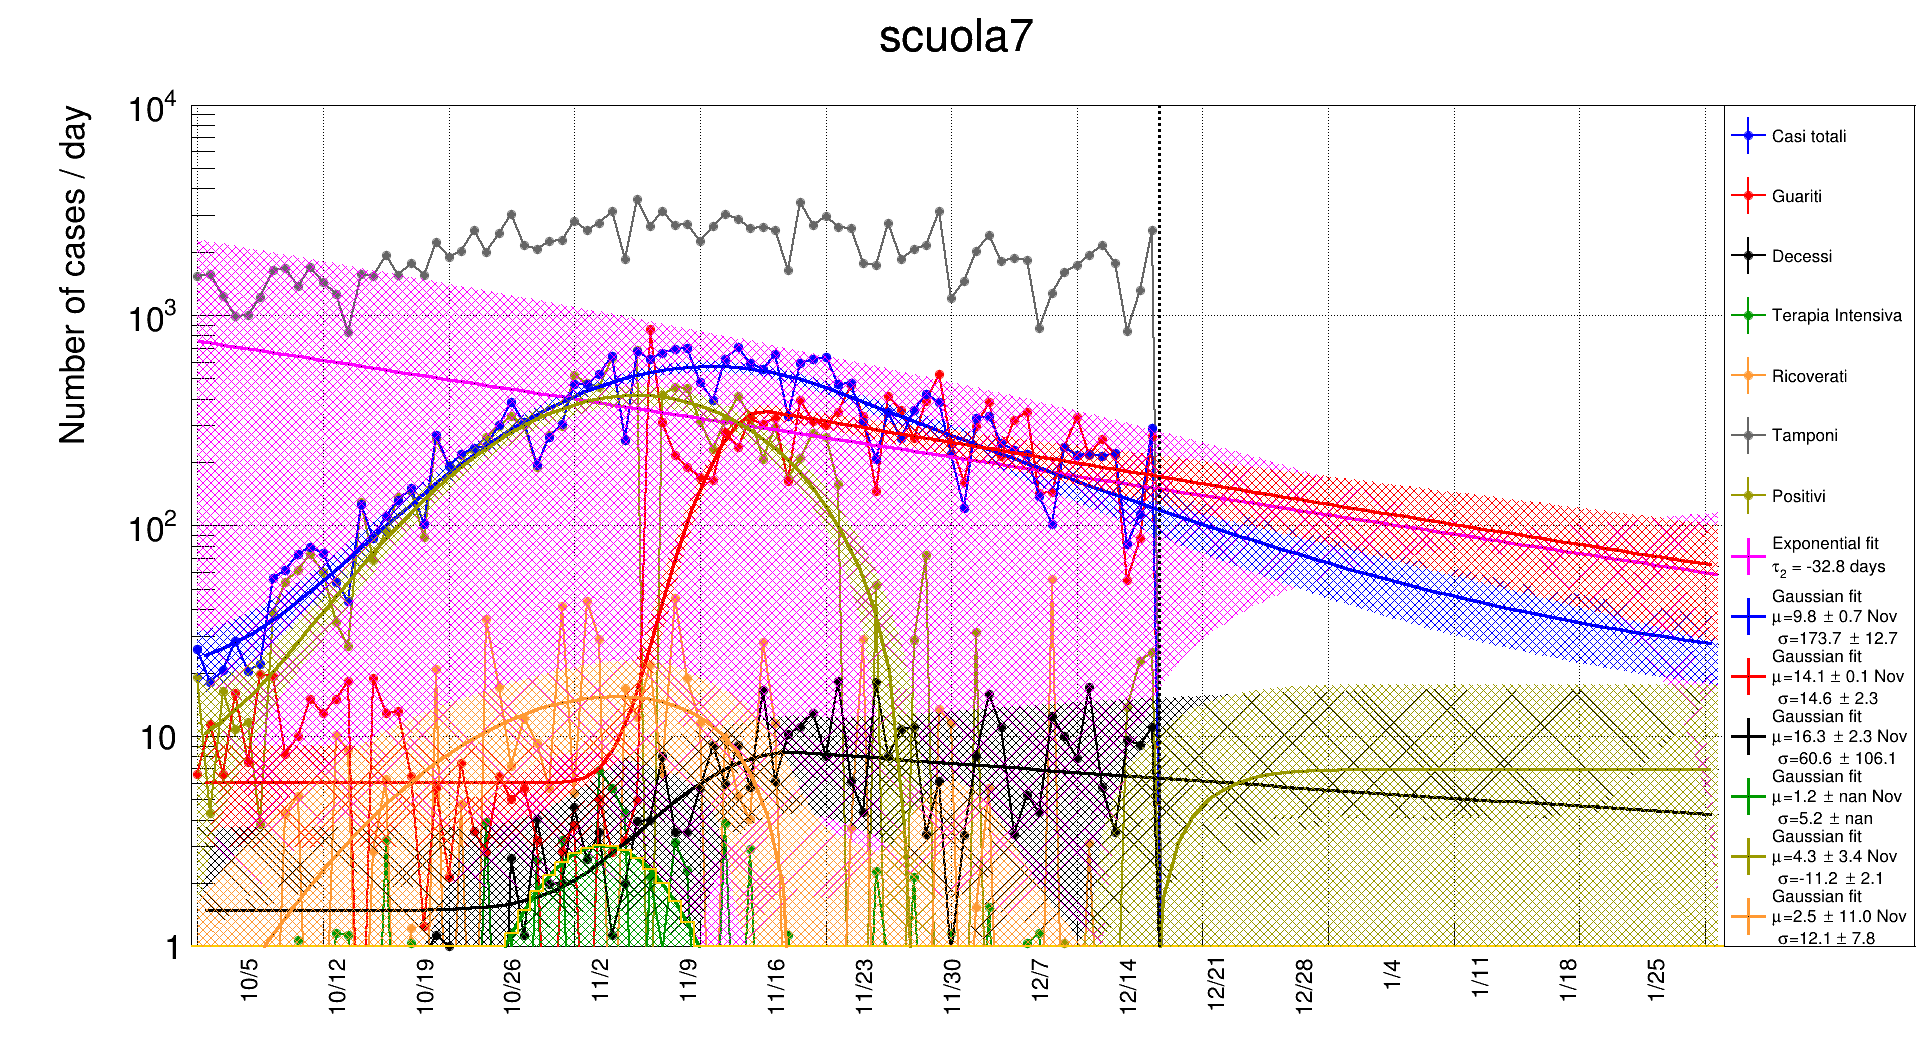 scuola7
Number of cases / day
10⁴
10³
10²
10
1
10/5
10/12
10/19
10/26
11/2
11/9
11/16
11/23
11/30
12/7
12/14
12/21
12/28
1/4
1/11
1/18
1/25
Casi totali
Guariti
Decessi
Terapia Intensiva
Ricoverati
Tamponi
Positivi
Exponential fit
τ₂ = -32.8 days
Gaussian fit
μ=9.8 ± 0.7 Nov
σ=173.7 ± 12.7
Gaussian fit
μ=14.1 ± 0.1 Nov
σ=14.6 ± 2.3
Gaussian fit
μ=16.3 ± 2.3 Nov
σ=60.6 ± 106.1
Gaussian fit
μ=1.2 ± nan Nov
σ=5.2 ± nan
Gaussian fit
μ=4.3 ± 3.4 Nov
σ=-11.2 ± 2.1
Gaussian fit
μ=2.5 ± 11.0 Nov
σ=12.1 ± 7.8